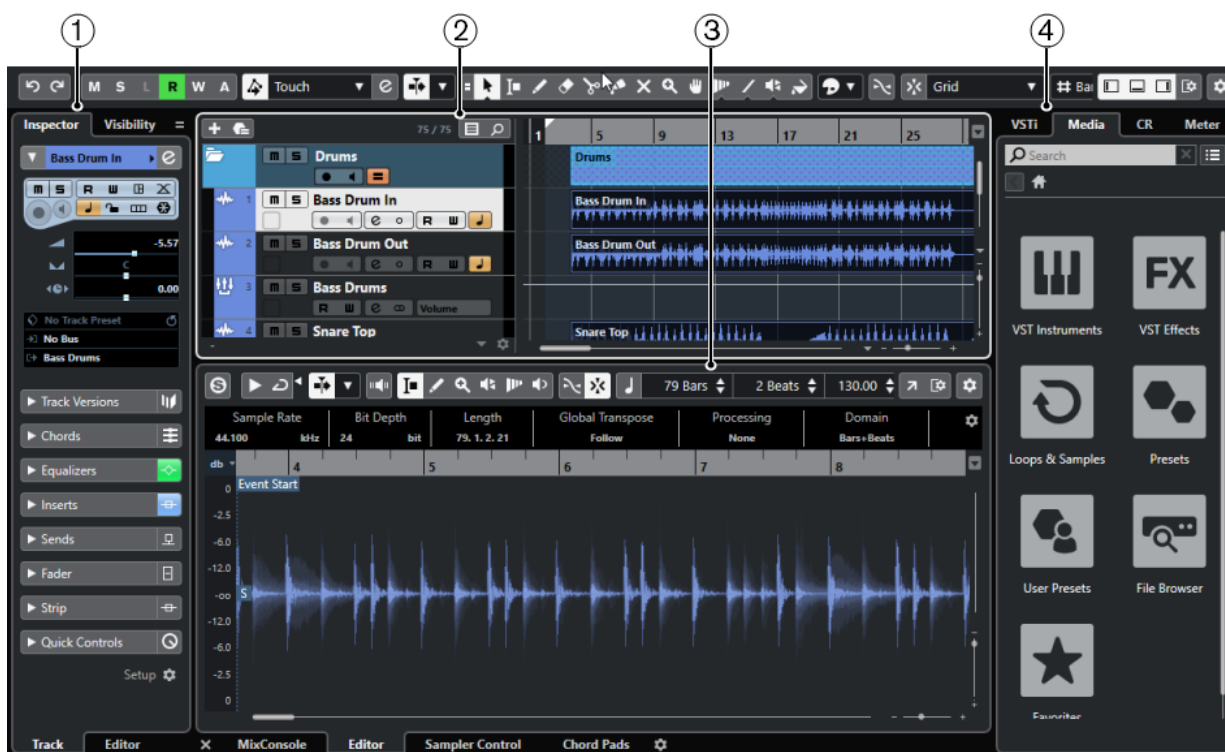 1 2 3 4
M S L R W A Touch e Grid Ba
Inspector Visibility
Bass Drum In e
m S R W
-5.57
C
0.00
No Track Preset
No Bus
Bass Drums
Track Versions
Chords
Equalizers
Inserts
Sends
Fader
Strip
Quick Controls
Setup
Track Editor
75 / 75
m S Drums
1 m S Bass Drum In
e R W
2 m S Bass Drum Out
e R W
3 m S Bass Drums
R W e Volume
4 m S Snare Top
1 5 9 13 17 21 25
Drums
Bass Drum In
Bass Drum Out
Snare Top
S 79 Bars 2 Beats 130.00
Sample Rate Bit Depth Length Global Transpose Processing Domain
44.100 kHz 24 bit 79. 1. 2. 21 Follow None Bars+Beats
db 4 5 6 7 8
Event Start
0
-2.5
-6.0
-12.0
-oo S
-12.0
-6.0
-2.5
0
MixConsole Editor Sampler Control Chord Pads
VSTi Media CR Meter
Search
FX
VST Instruments VST Effects
Loops & Samples Presets
User Presets File Browser
Favorites